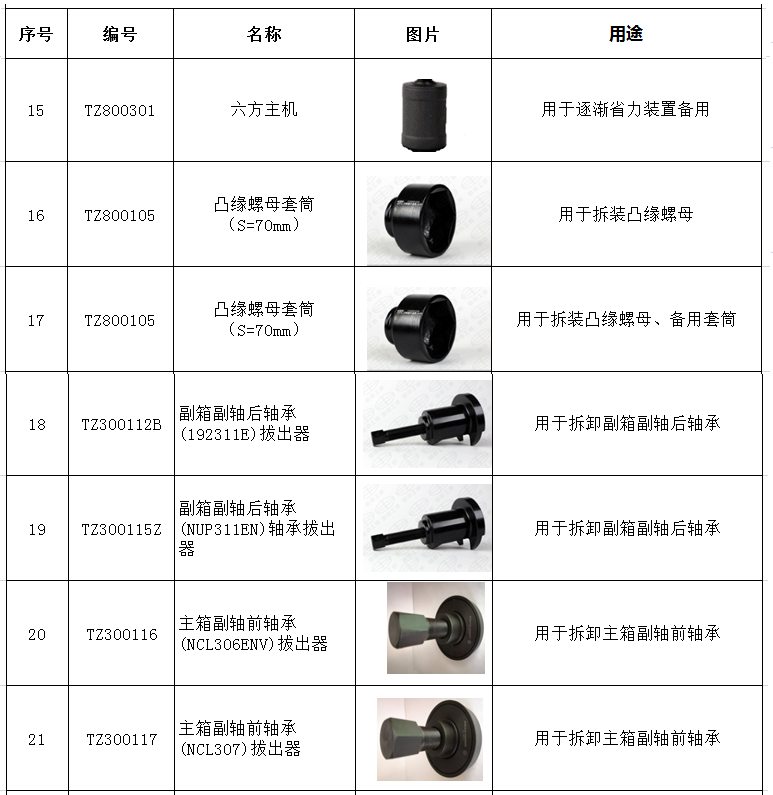 序号 编号 名称 图片 用途
15 TZ800301 六方主机 用于逐渐省力装置备用
16 TZ800105 凸缘螺母套筒
（S=70mm） 用于拆装凸缘螺母
17 TZ800105 凸缘螺母套筒
（S=70mm） 用于拆装凸缘螺母、备用套筒
18 TZ300112B 副箱副轴后轴承
(192311E)拔出器 用于拆卸副箱副轴后轴承
19 TZ300115Z 副箱副轴后轴承
(NUP311EN)轴承拔出
器 用于拆卸副箱副轴后轴承
20 TZ300116 主箱副轴前轴承
(NCL306ENV)拔出器 用于拆卸主箱副轴前轴承
21 TZ300117 主箱副轴前轴承
(NCL307)拔出器 用于拆卸主箱副轴前轴承